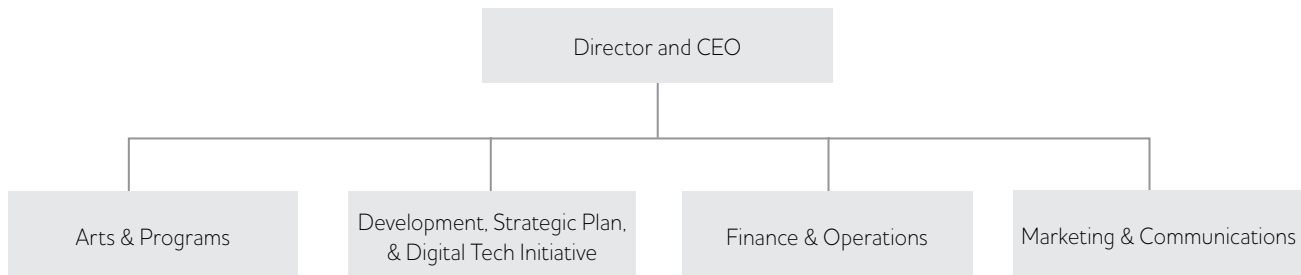 Director and CEO
Arts & Programs
Development, Strategic Plan,
& Digital Tech Initiative
Finance & Operations
Marketing & Communications